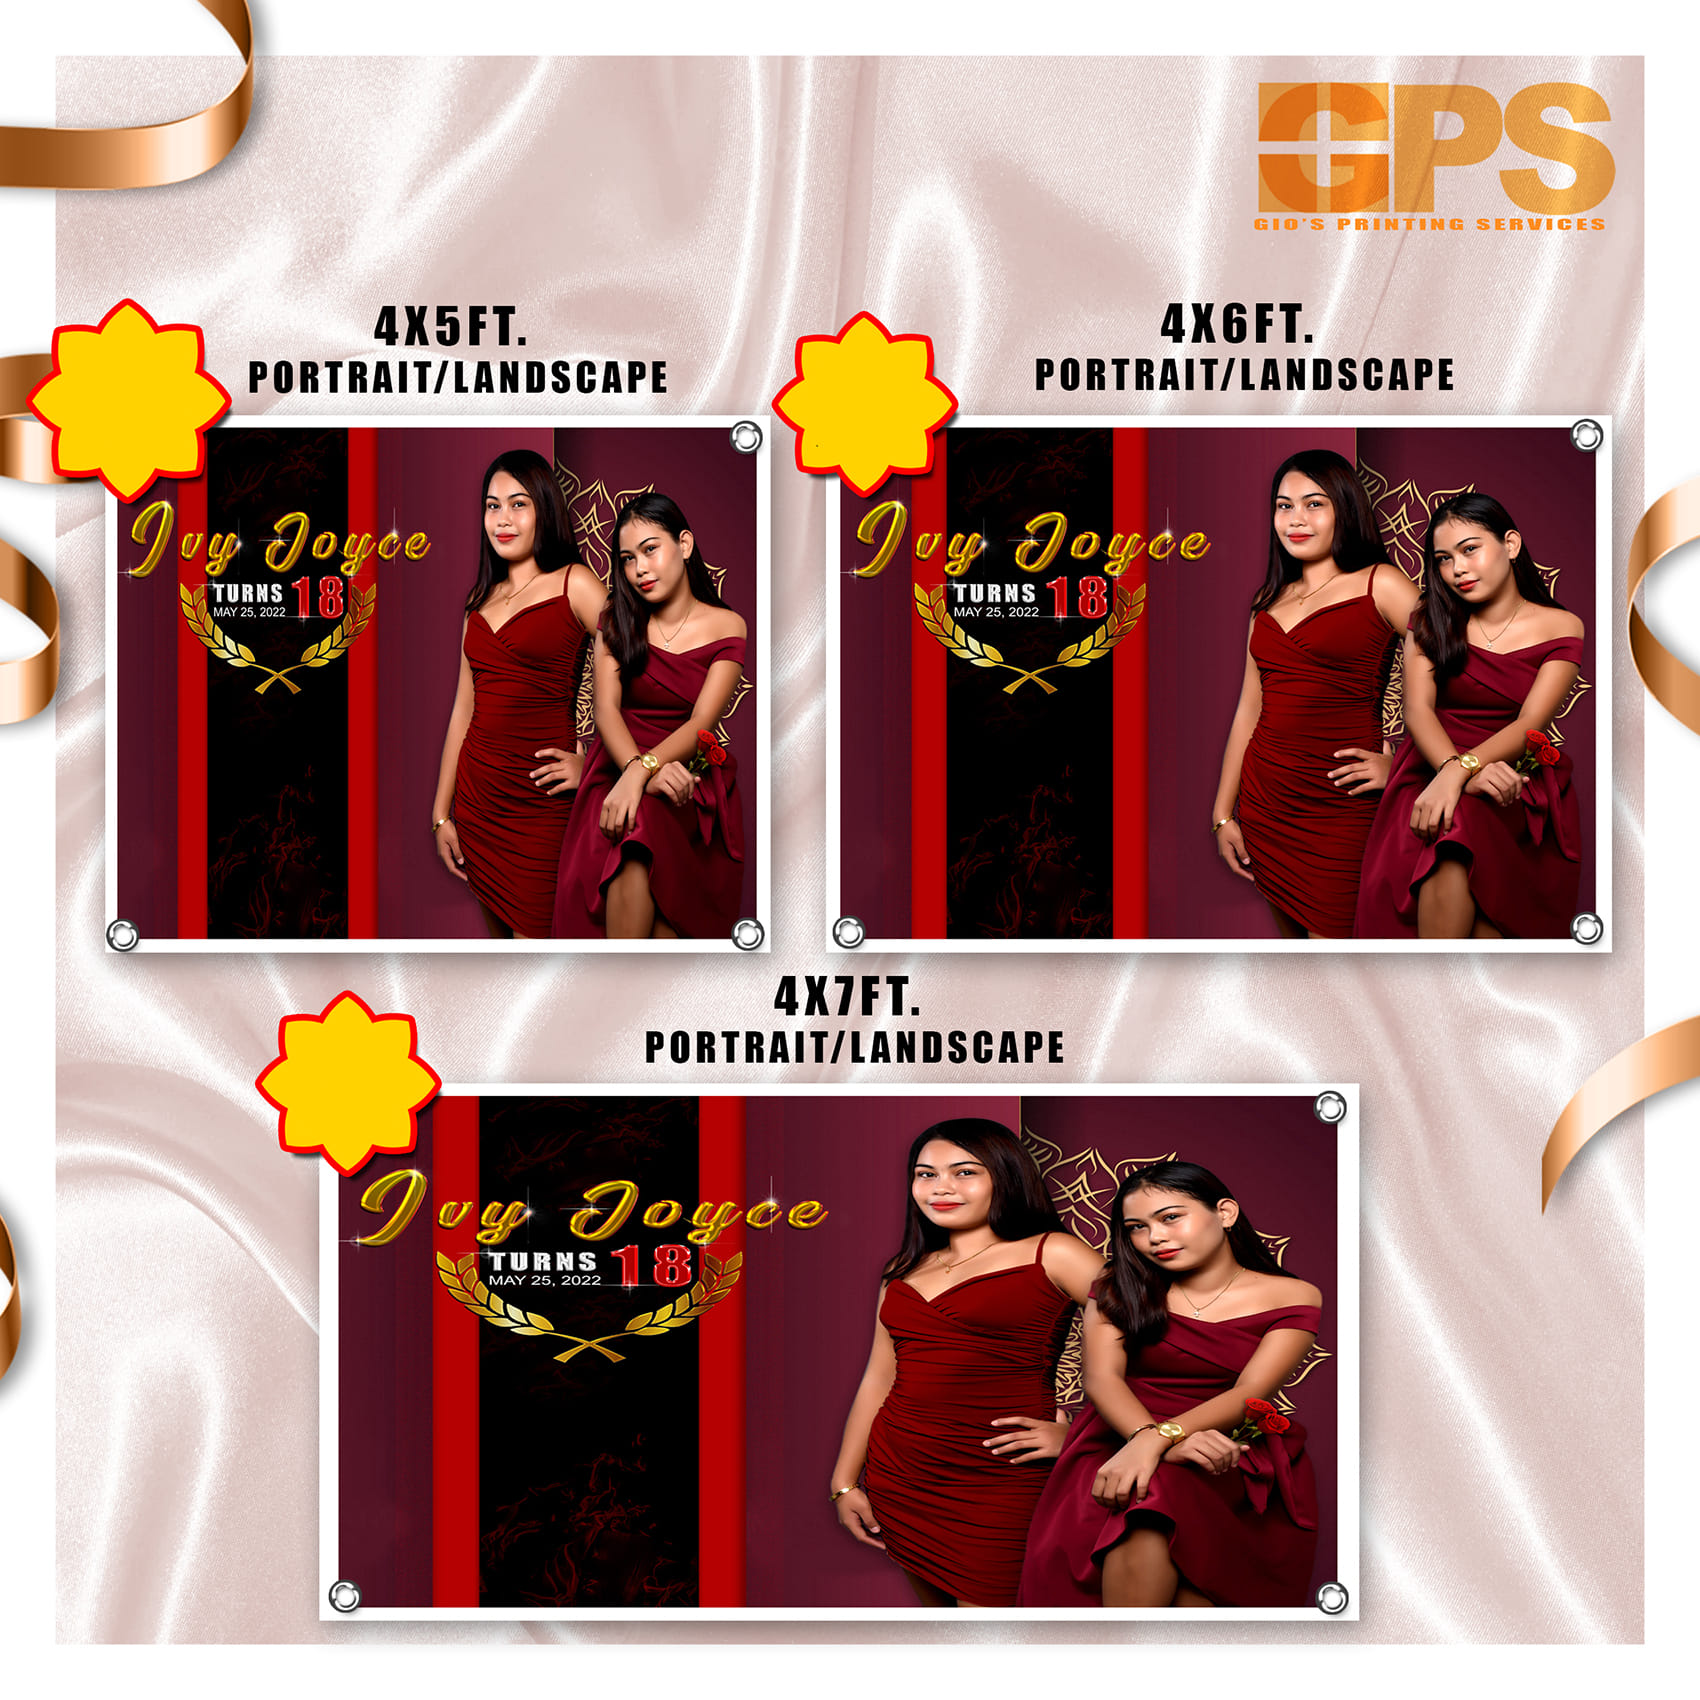 GPS
GIO'S PRINTING SERVICES
4X5FT.
PORTRAIT/LANDSCAPE
4X6FT.
PORTRAIT/LANDSCAPE
Ivy Joyce
TURNS 18
MAY 25, 2022
Ivy Joyce
TURNS 18
MAY 25, 2022
4X7FT.
PORTRAIT/LANDSCAPE
Ivy Joyce
TURNS 18
MAY 25, 2022